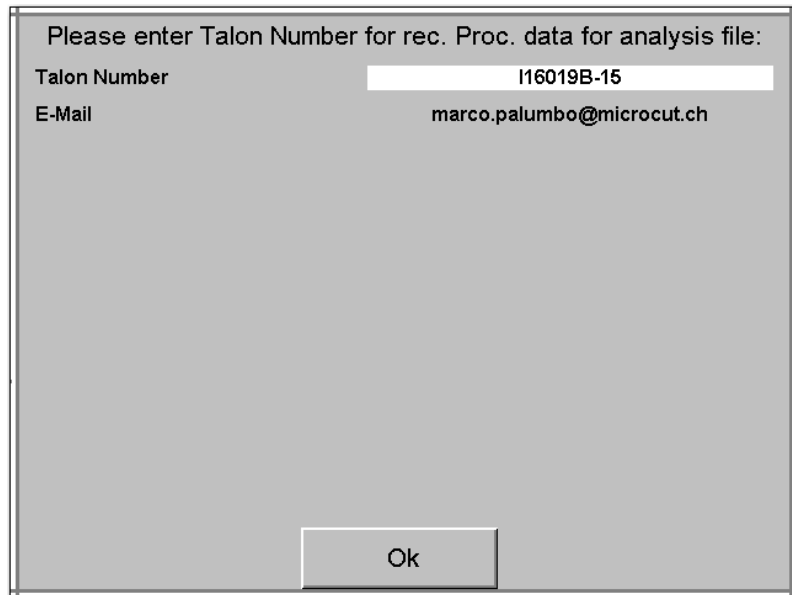 Please enter Talon Number for rec. Proc. data for analysis file:
Talon Number I16019B-15
E-Mail marco.palumbo@microcut.ch
Ok